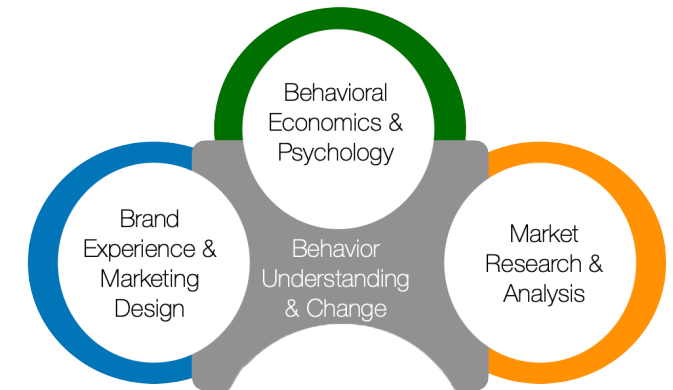 Behavioral
Economics &
Psychology
Brand
Experience &
Marketing
Design
Behavior
Understanding
& Change
Market
Research &
Analysis